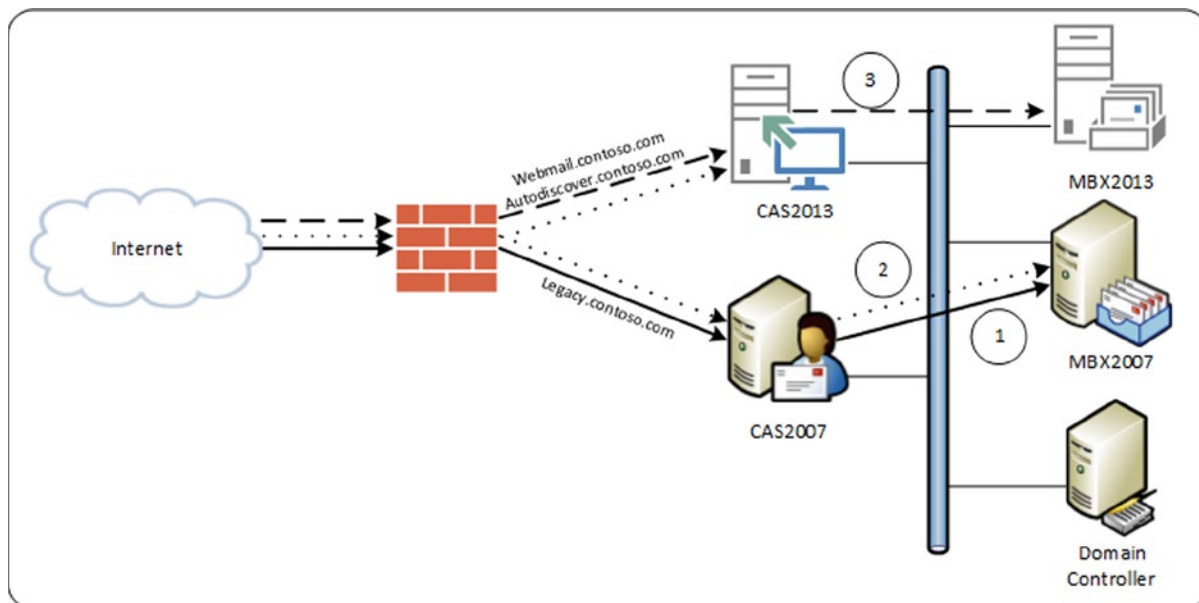 3
Webmail.contoso.com
Autodiscover.contoso.com
CAS2013
MBX2013
Internet
Legacy.contoso.com
2
1
CAS2007
MBX2007
Domain
Controller